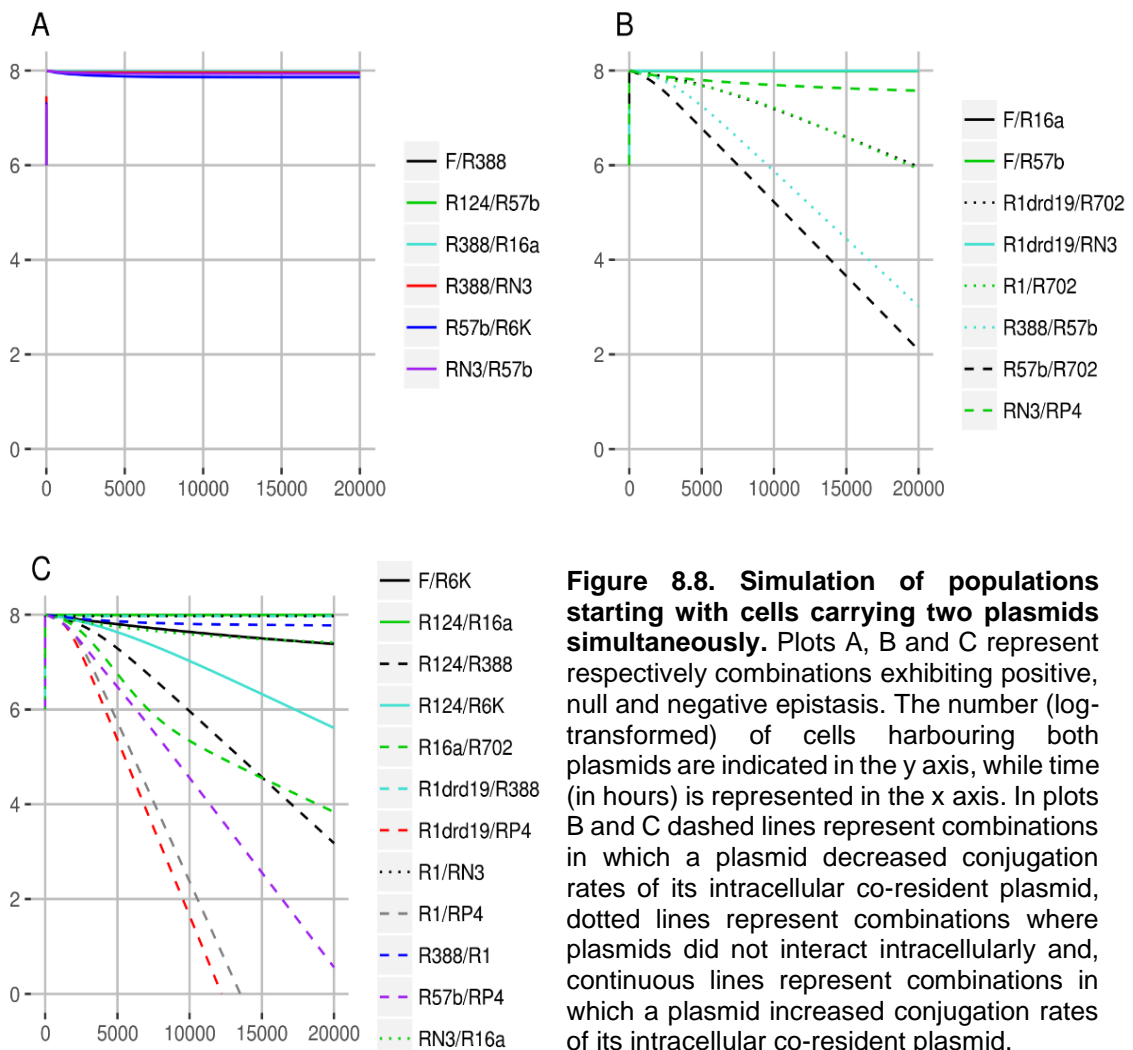 A
8
6
4
2
0
0 5000 10000 15000 20000
F/R388
R124/R57b
R388/R16a
R388/RN3
R57b/R6K
RN3/R57b
B
8
6
4
2
0
0 5000 10000 15000 20000
F/R16a
F/R57b
R1drd19/R702
R1drd19/RN3
R1/R702
R388/R57b
R57b/R702
RN3/RP4
C
8
6
4
2
0
0 5000 10000 15000 20000
F/R6K
R124/R16a
R124/R388
R124/R6K
R16a/R702
R1drd19/R388
R1drd19/RP4
R1/RN3
R1/RP4
R388/R1
R57b/RP4
RN3/R16a
Figure 8.8. Simulation of populations
starting with cells carrying two plasmids
simultaneously. Plots A, B and C represent
respectively combinations exhibiting positive,
null and negative epistasis. The number (log-
transformed) of cells harbouring both
plasmids are indicated in the y axis, while time
(in hours) is represented in the x axis. In plots
B and C dashed lines represent combinations
in which a plasmid decreased conjugation
rates of its intracellular co-resident plasmid,
dotted lines represent combinations where
plasmids did not interact intracellularly and,
continuous lines represent combinations in
which a plasmid increased conjugation rates
of its intracellular co-resident plasmid.